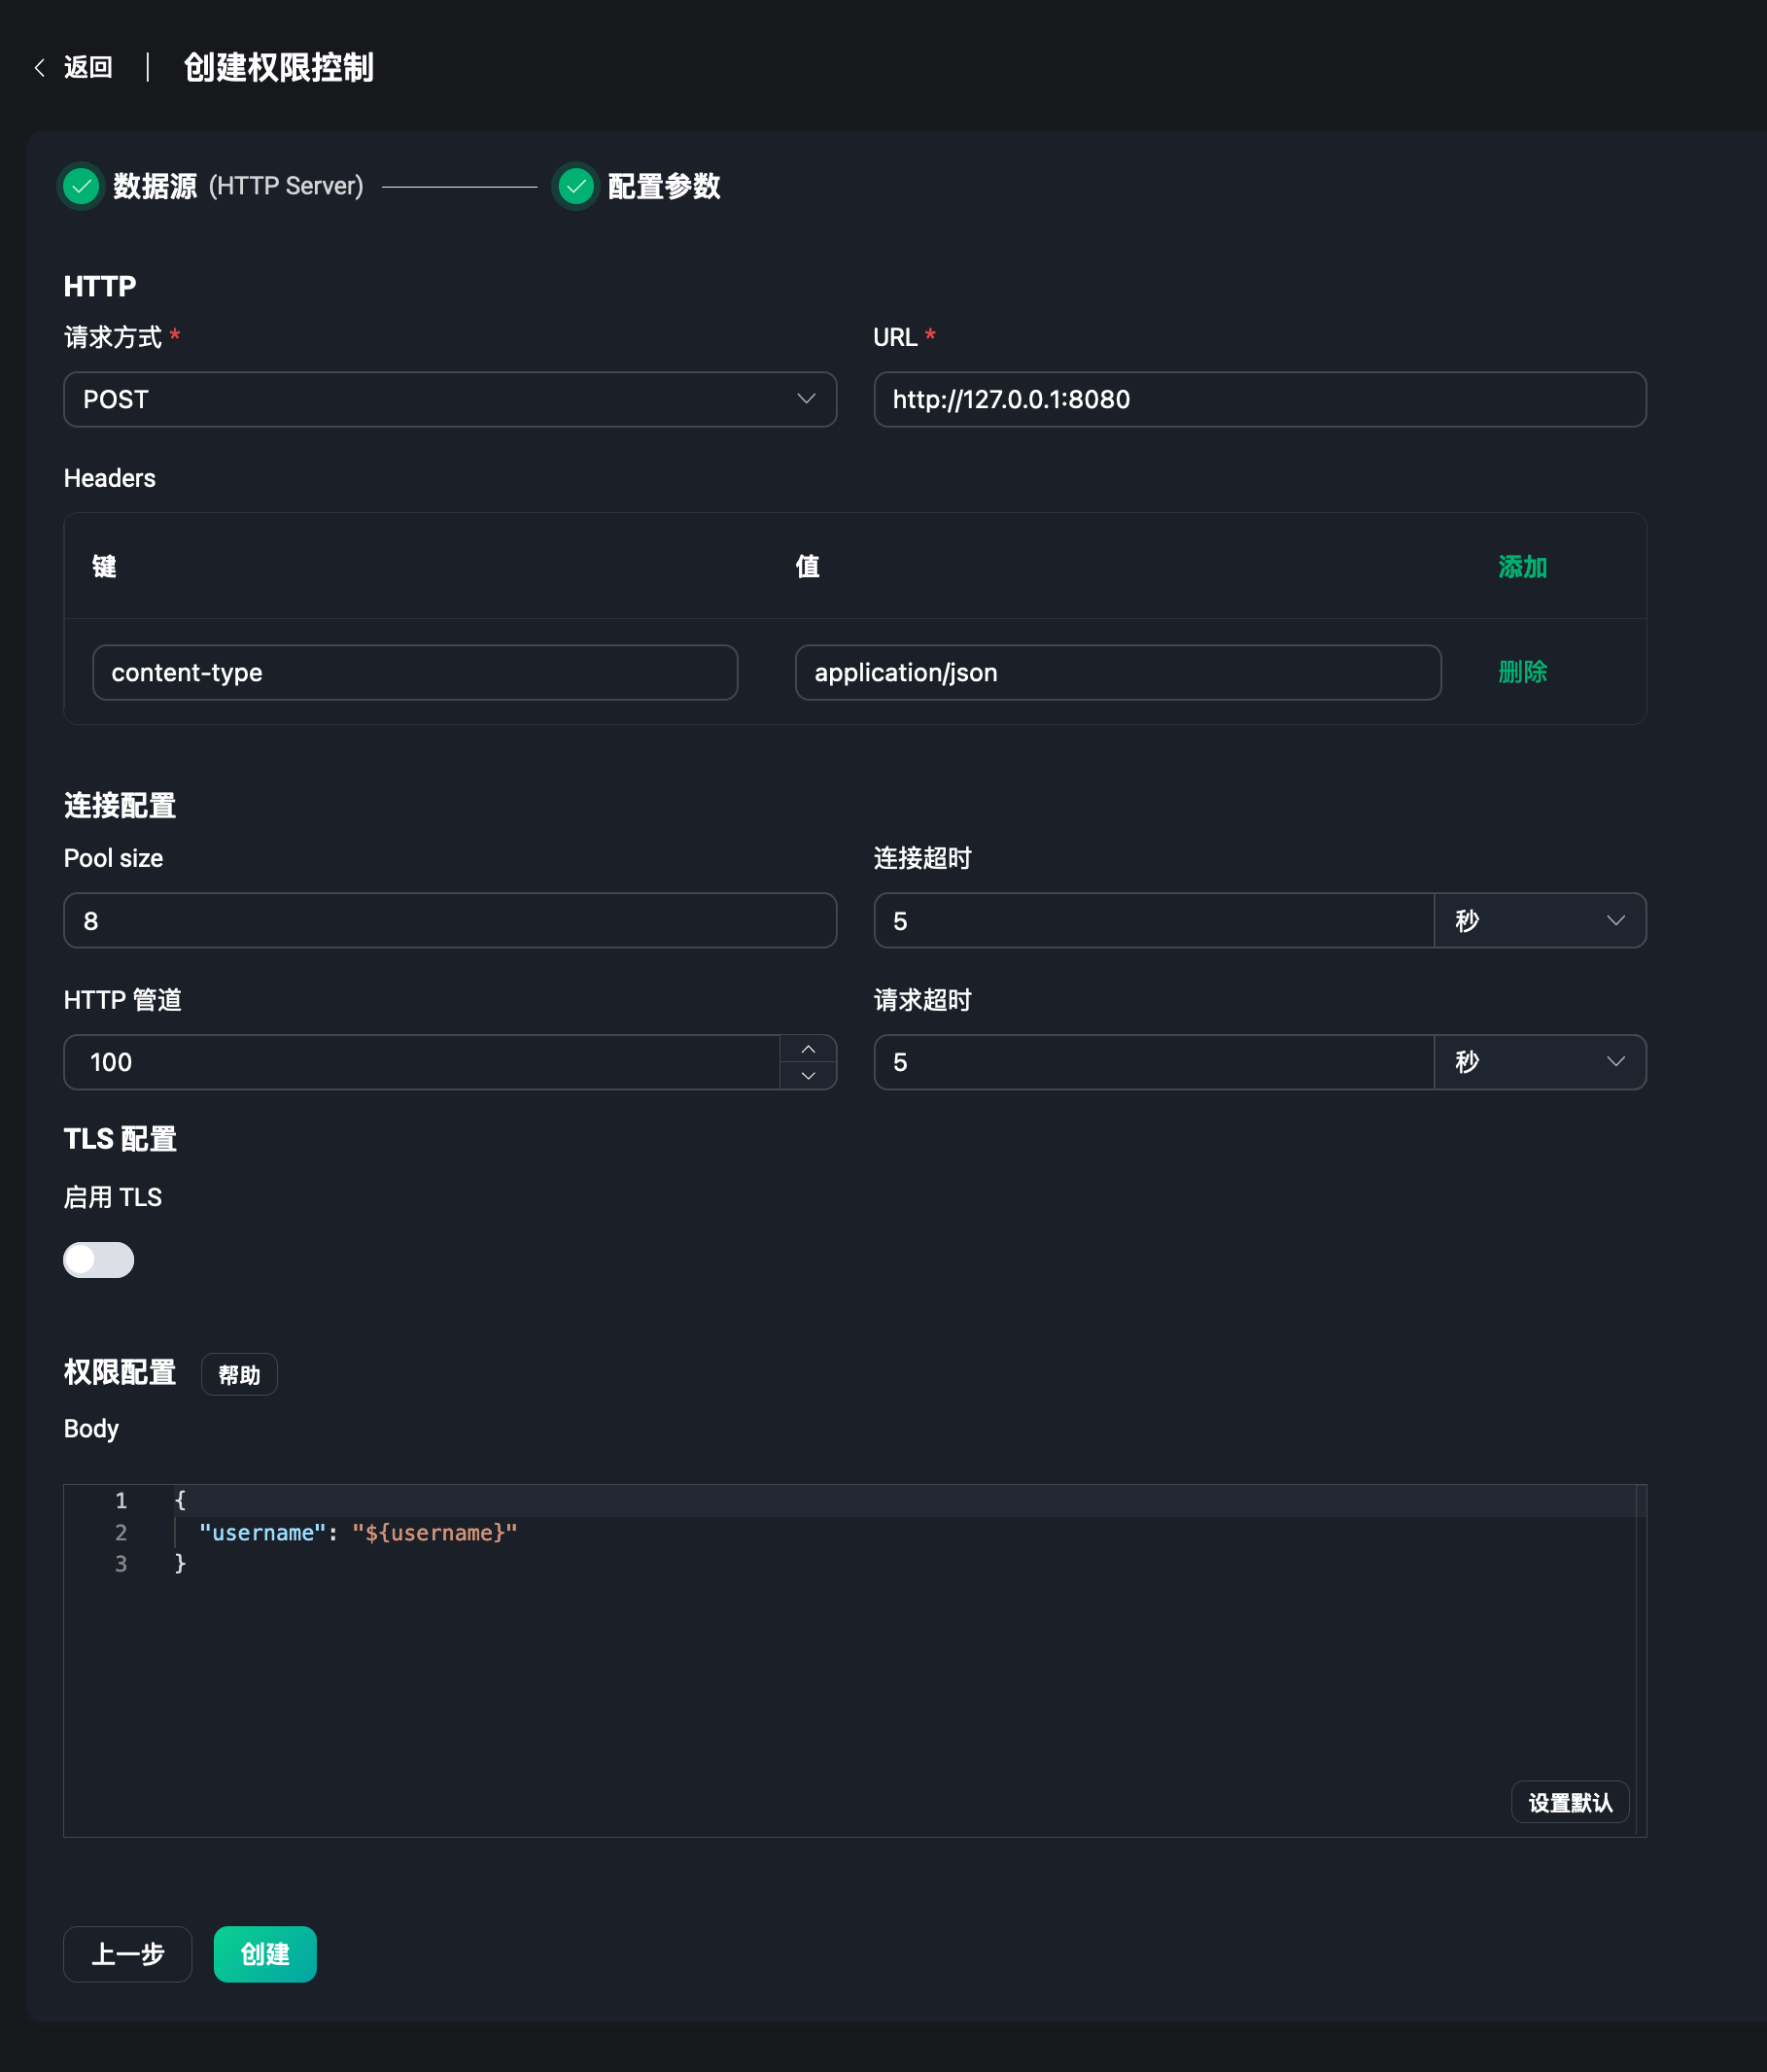 返回
创建权限控制
数据源 (HTTP Server)
配置参数
HTTP
请求方式 *
URL *
POST
http://127.0.0.1:8080
Headers
键
值
添加
content-type
application/json
删除
连接配置
Pool size
连接超时
8
5
秒
HTTP 管道
请求超时
100
5
秒
TLS 配置
启用 TLS
权限配置
帮助
Body
1 {
2 "username": "${username}"
3 }
设置默认
上一步
创建